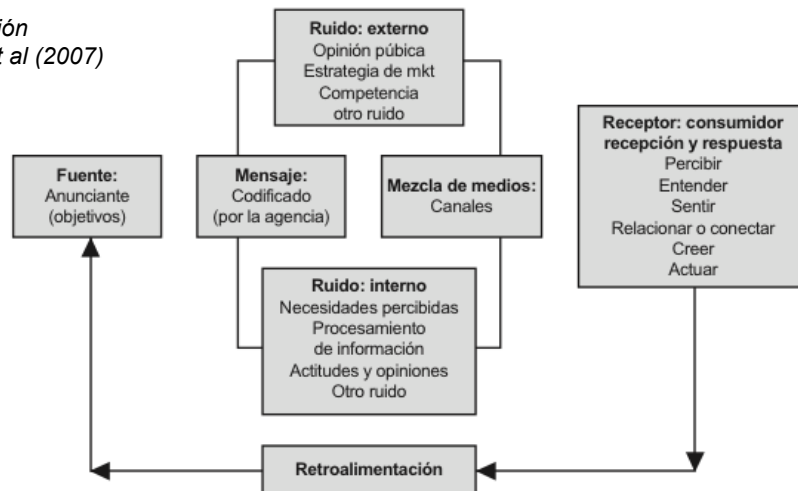 ión
t al (2007)
Ruido: externo
Opinión púbica
Estrategia de mkt
Competencia
otro ruido
Fuente:
Anunciante
(objetivos)
Mensaje:
Codificado
(por la agencia)
Mezcla de medios:
Canales
Receptor: consumidor
recepción y respuesta
Percibir
Entender
Sentir
Relacionar o conectar
Creer
Actuar
Ruido: interno
Necesidades percibidas
Procesamiento
de información
Actitudes y opiniones
Otro ruido
Retroalimentación